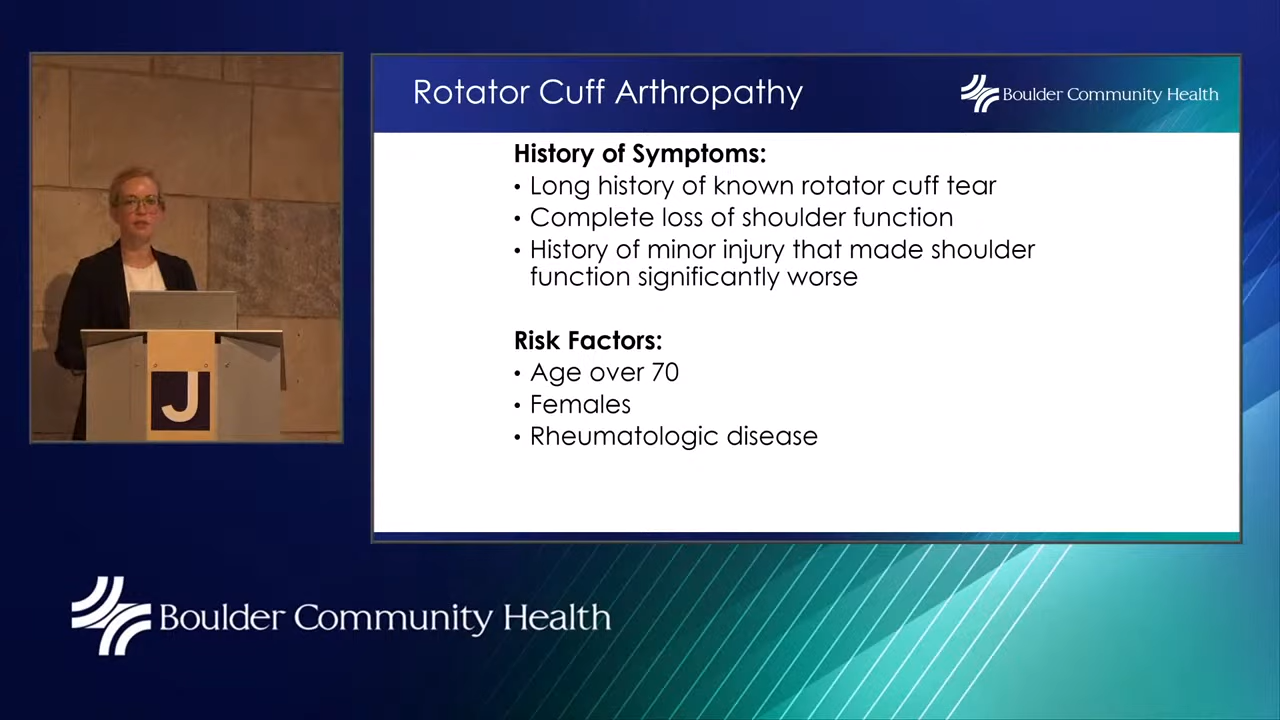 Rotator Cuff Arthropathy
Boulder Community Health
History of Symptoms:
• Long history of known rotator cuff tear
• Complete loss of shoulder function
• History of minor injury that made shoulder
function significantly worse
Risk Factors:
• Age over 70
• Females
• Rheumatologic disease
J
Boulder Community Health